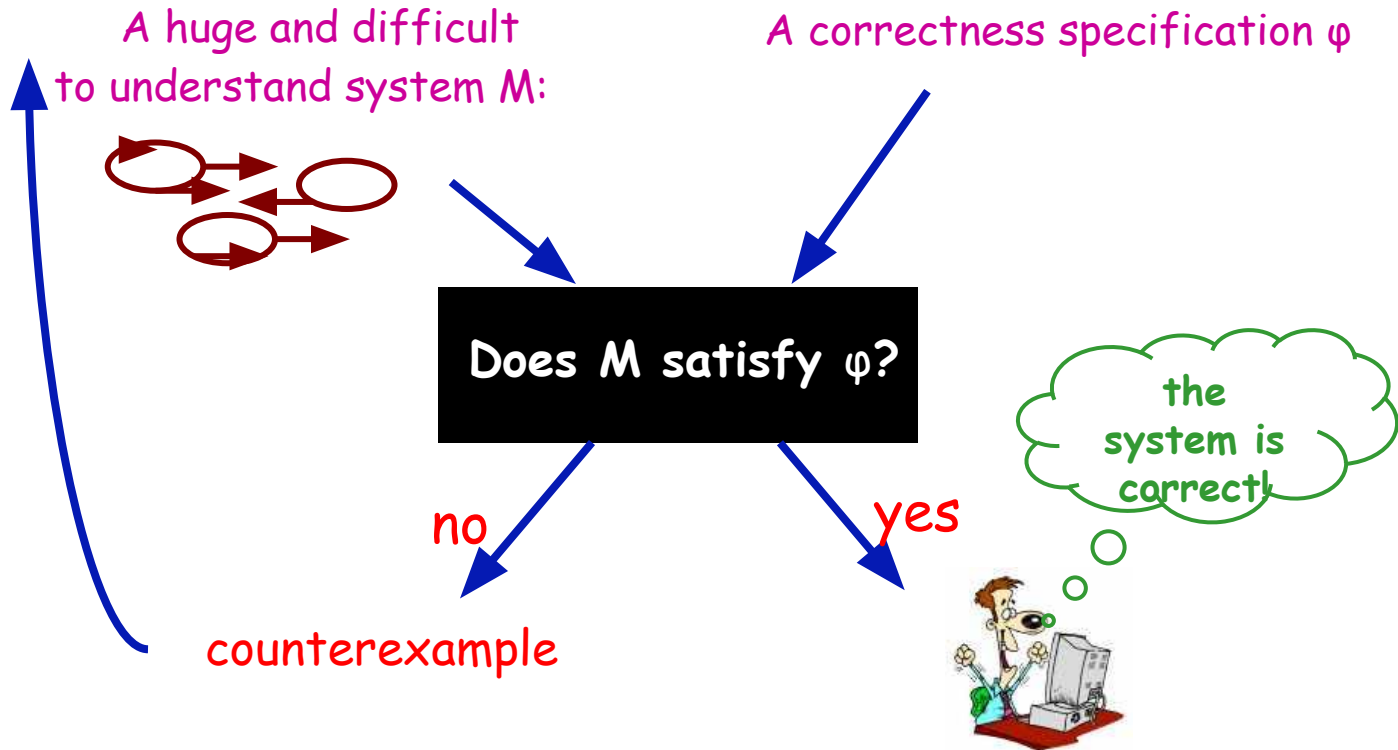 A huge and difficult
to understand system M:
A correctness specification φ
Does M satisfy φ?
the
system is
correct!
no
yes
counterexample